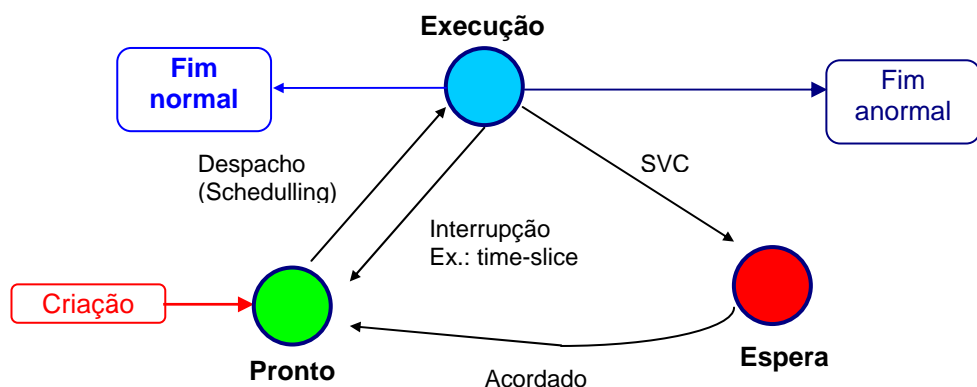 Execução
Fim
normal
Fim
anormal
Despacho
(Schedulling)
SVC
Interrupção
Ex.: time-slice
Criação
Pronto
Espera
Acordado